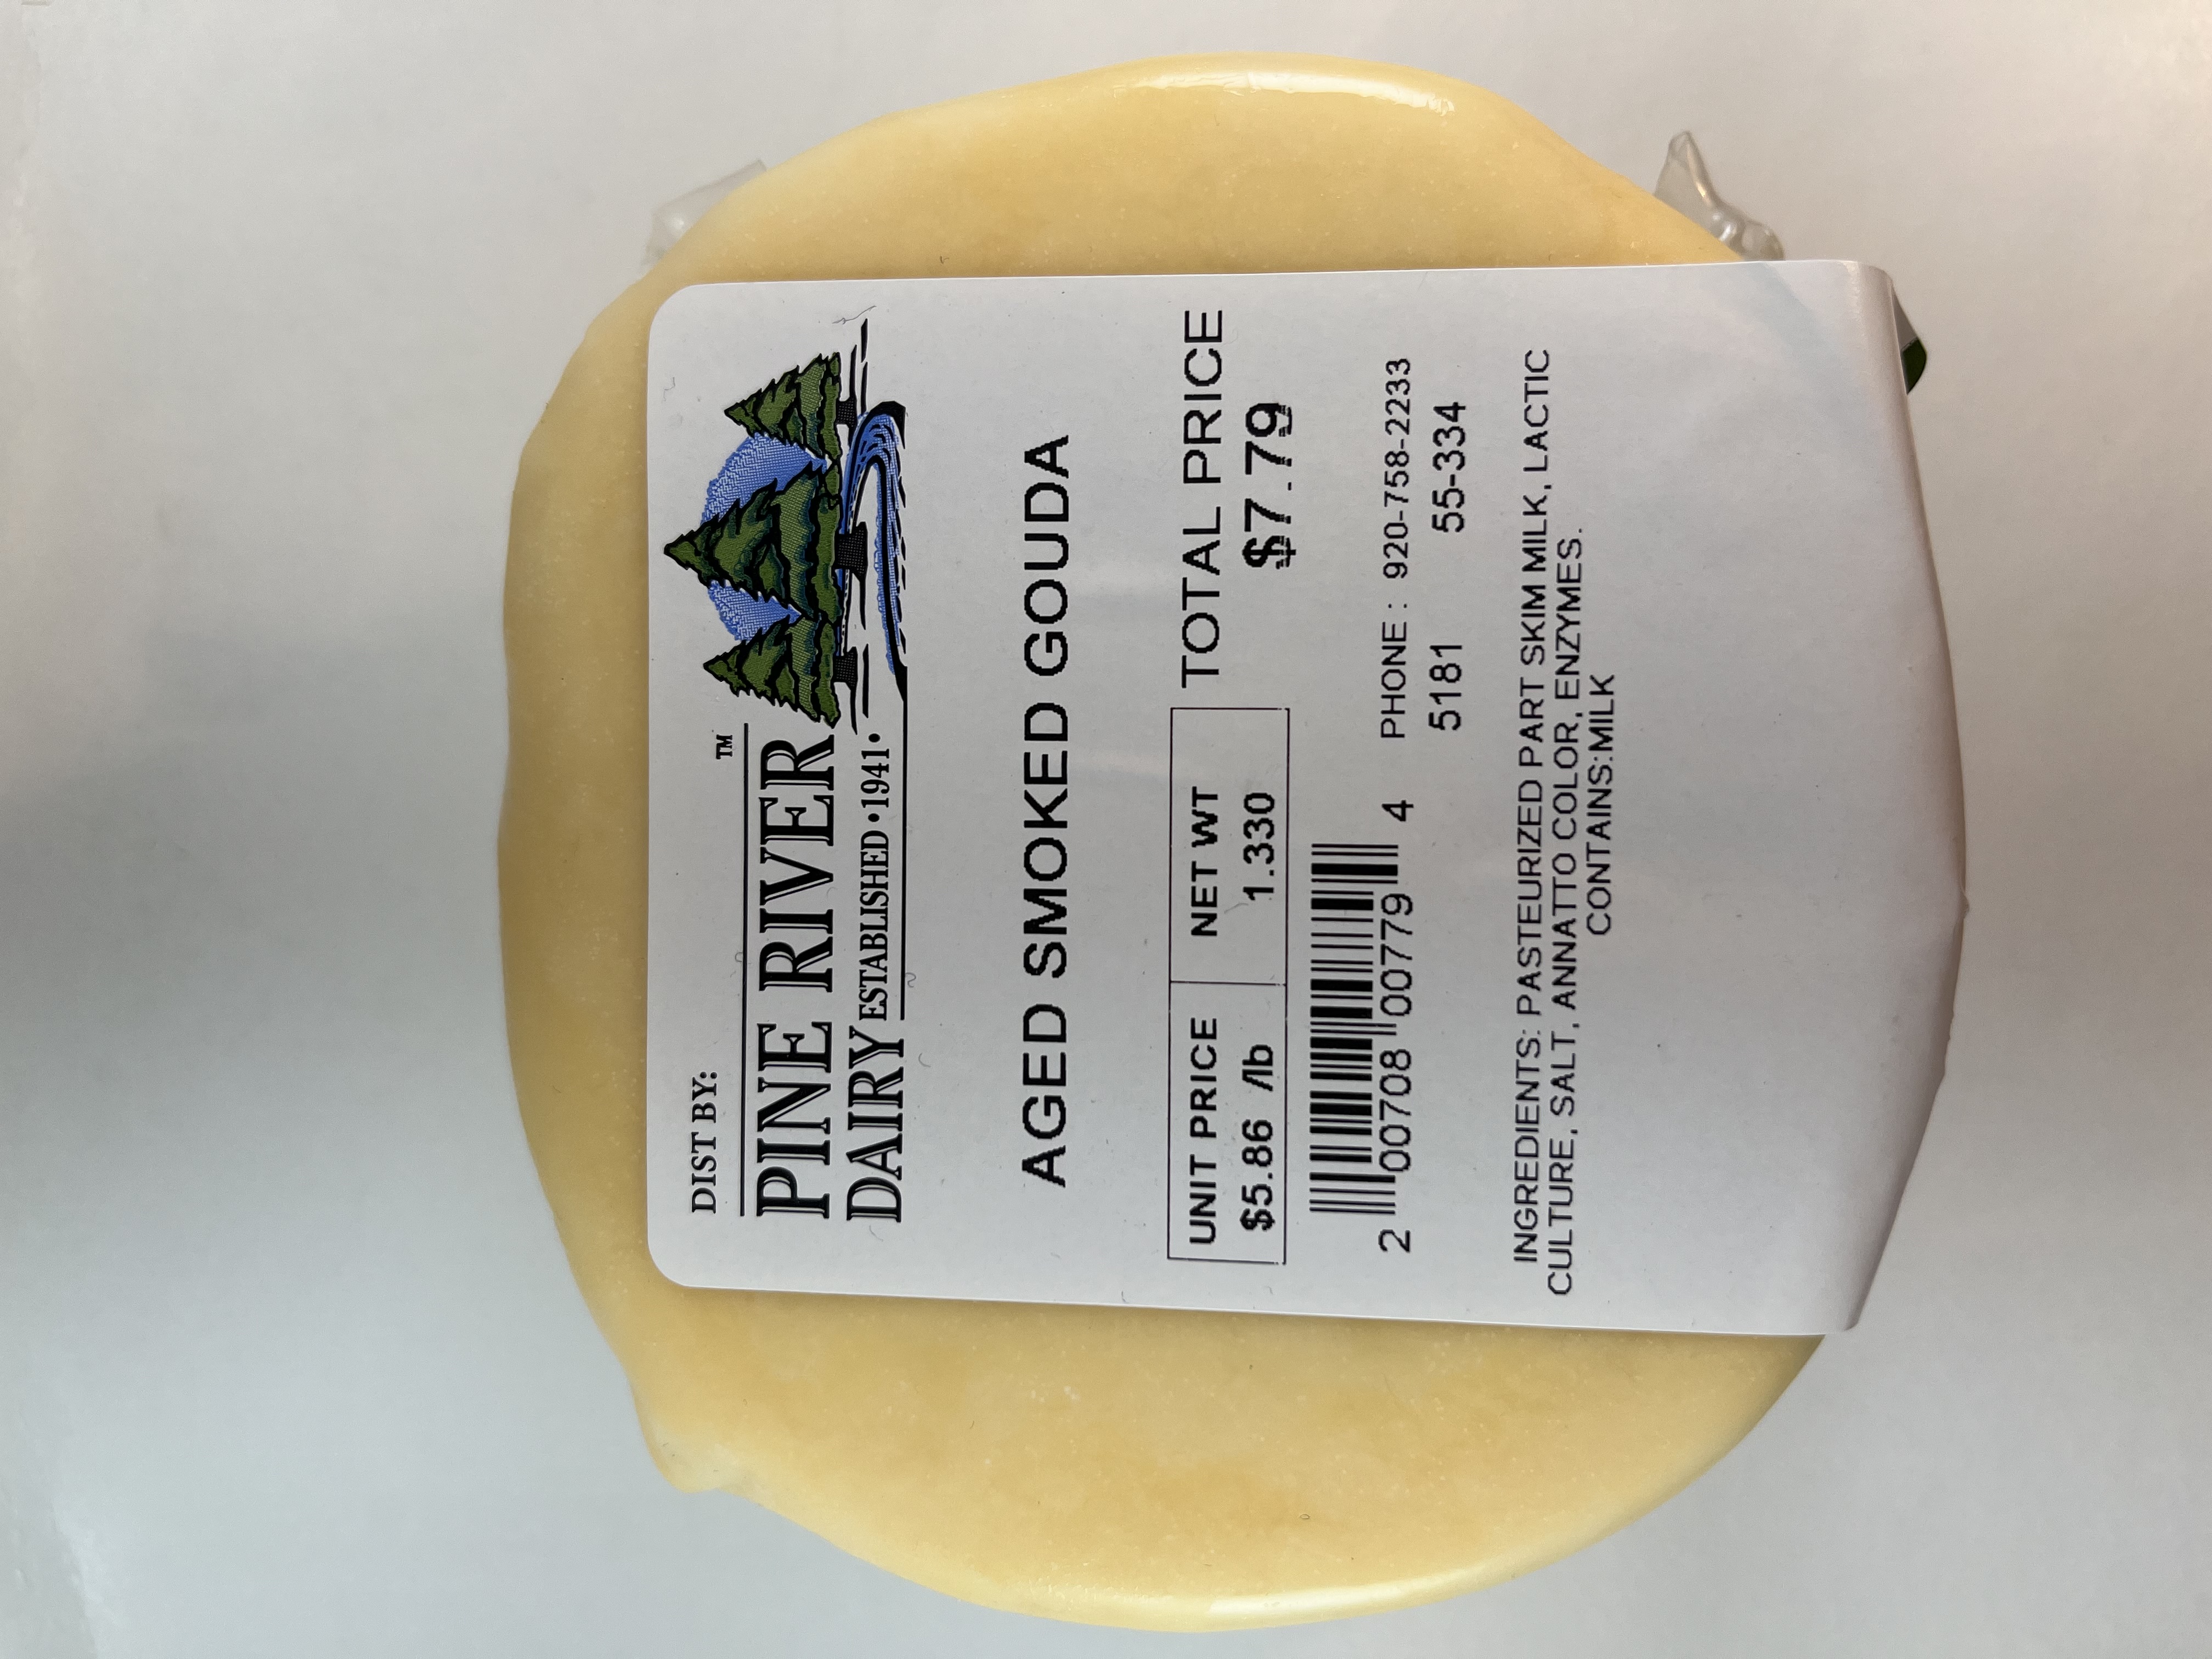 DIST BY:
PINE RIVER™
DAIRY ESTABLISHED • 1941 •
AGED SMOKED GOUDA
UNIT PRICE NET WT TOTAL PRICE
$5.86 /lb 1.330 $7.79
2 00708 00779 4
PHONE : 920-758-2233
5181 55-334
INGREDIENTS: PASTEURIZED PART SKIM MILK, LACTIC
CULTURE, SALT, ANNATTO COLOR, ENZYMES.
CONTAINS:MILK